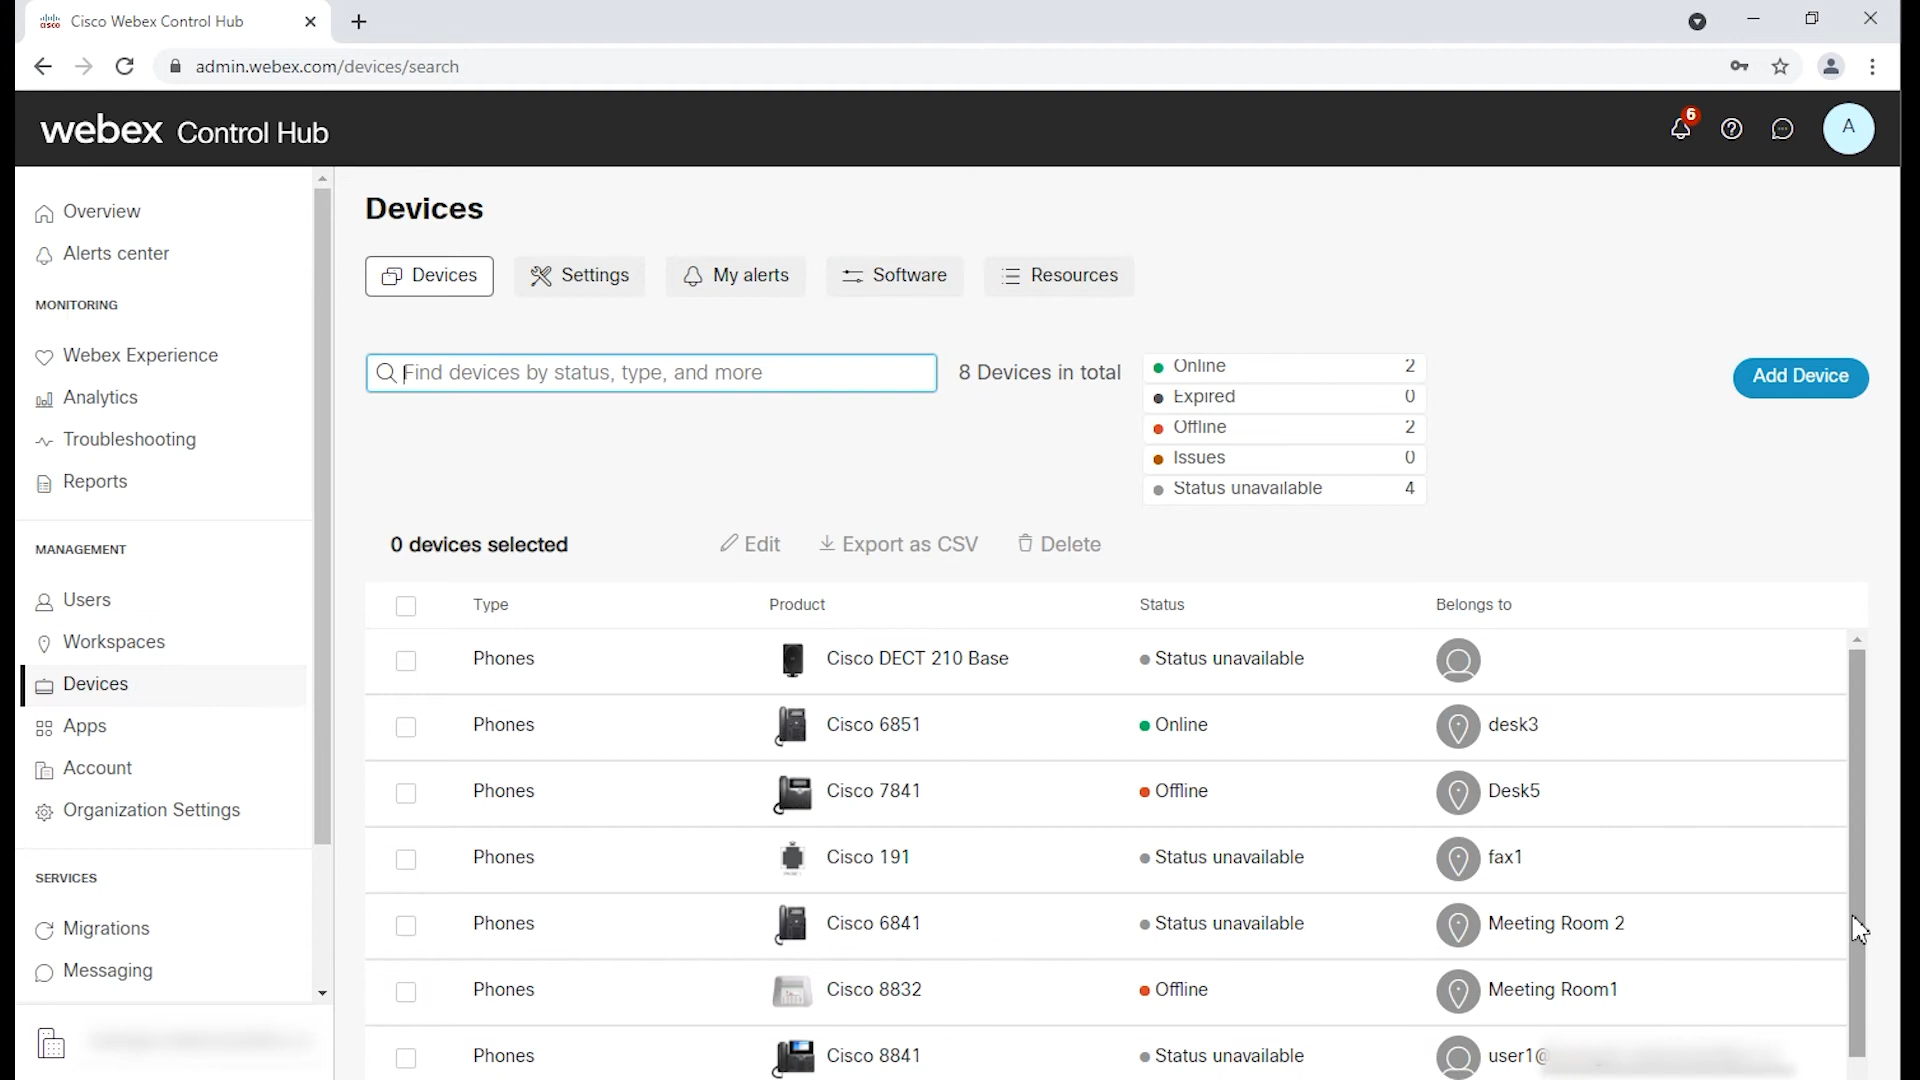 Cisco Webex Control Hub
admin.webex.com/devices/search
webex Control Hub
6
A
Overview
Alerts center
MONITORING
Webex Experience
Analytics
Troubleshooting
Reports
MANAGEMENT
Users
Workspaces
Devices
Apps
Account
Organization Settings
SERVICES
Migrations
Messaging
Devices
Devices Settings My alerts Software Resources
Find devices by status, type, and more
8 Devices in total
Online 2
Expired 0
Offline 2
Issues 0
Status unavailable 4
Add Device
0 devices selected Edit Export as CSV Delete
Type Product Status Belongs to
Phones Cisco DECT 210 Base Status unavailable
Phones Cisco 6851 Online desk3
Phones Cisco 7841 Offline Desk5
Phones Cisco 191 Status unavailable fax1
Phones Cisco 6841 Status unavailable Meeting Room 2
Phones Cisco 8832 Offline Meeting Room1
Phones Cisco 8841 Status unavailable user1@